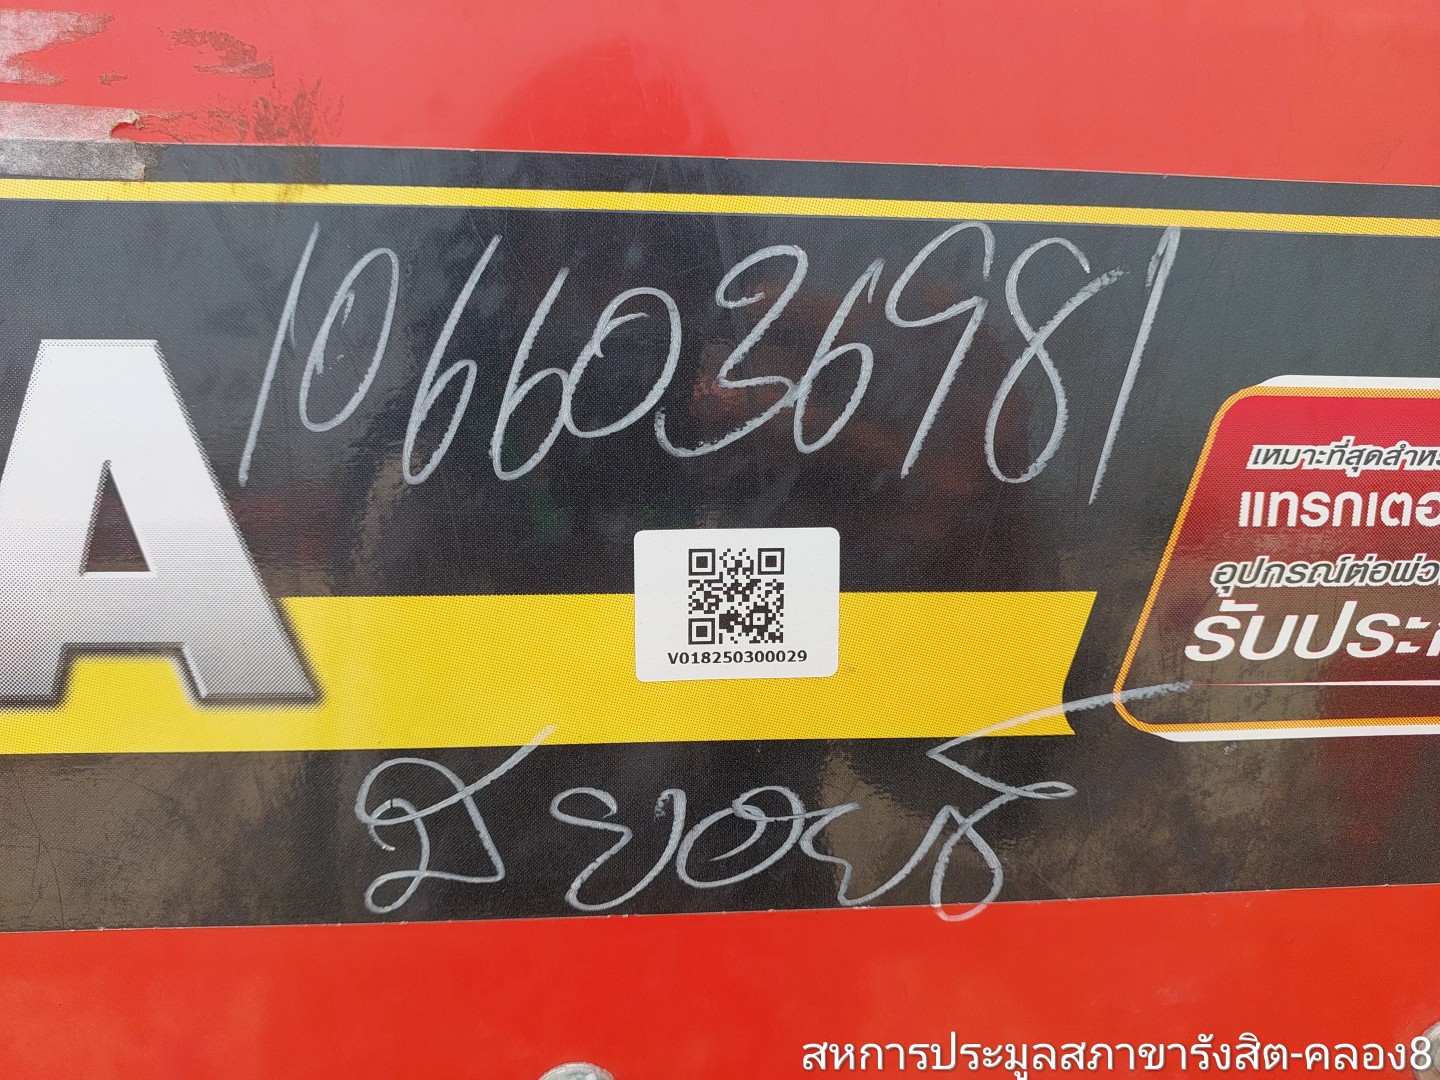 1066036981
A
เหมาะที่สุดสำหร
แทรกเตอ
อุปกรณ์ต่อพ่ว
รับประก
V018250300029
สหการประมูลสภาขารังสิต-คลอง8